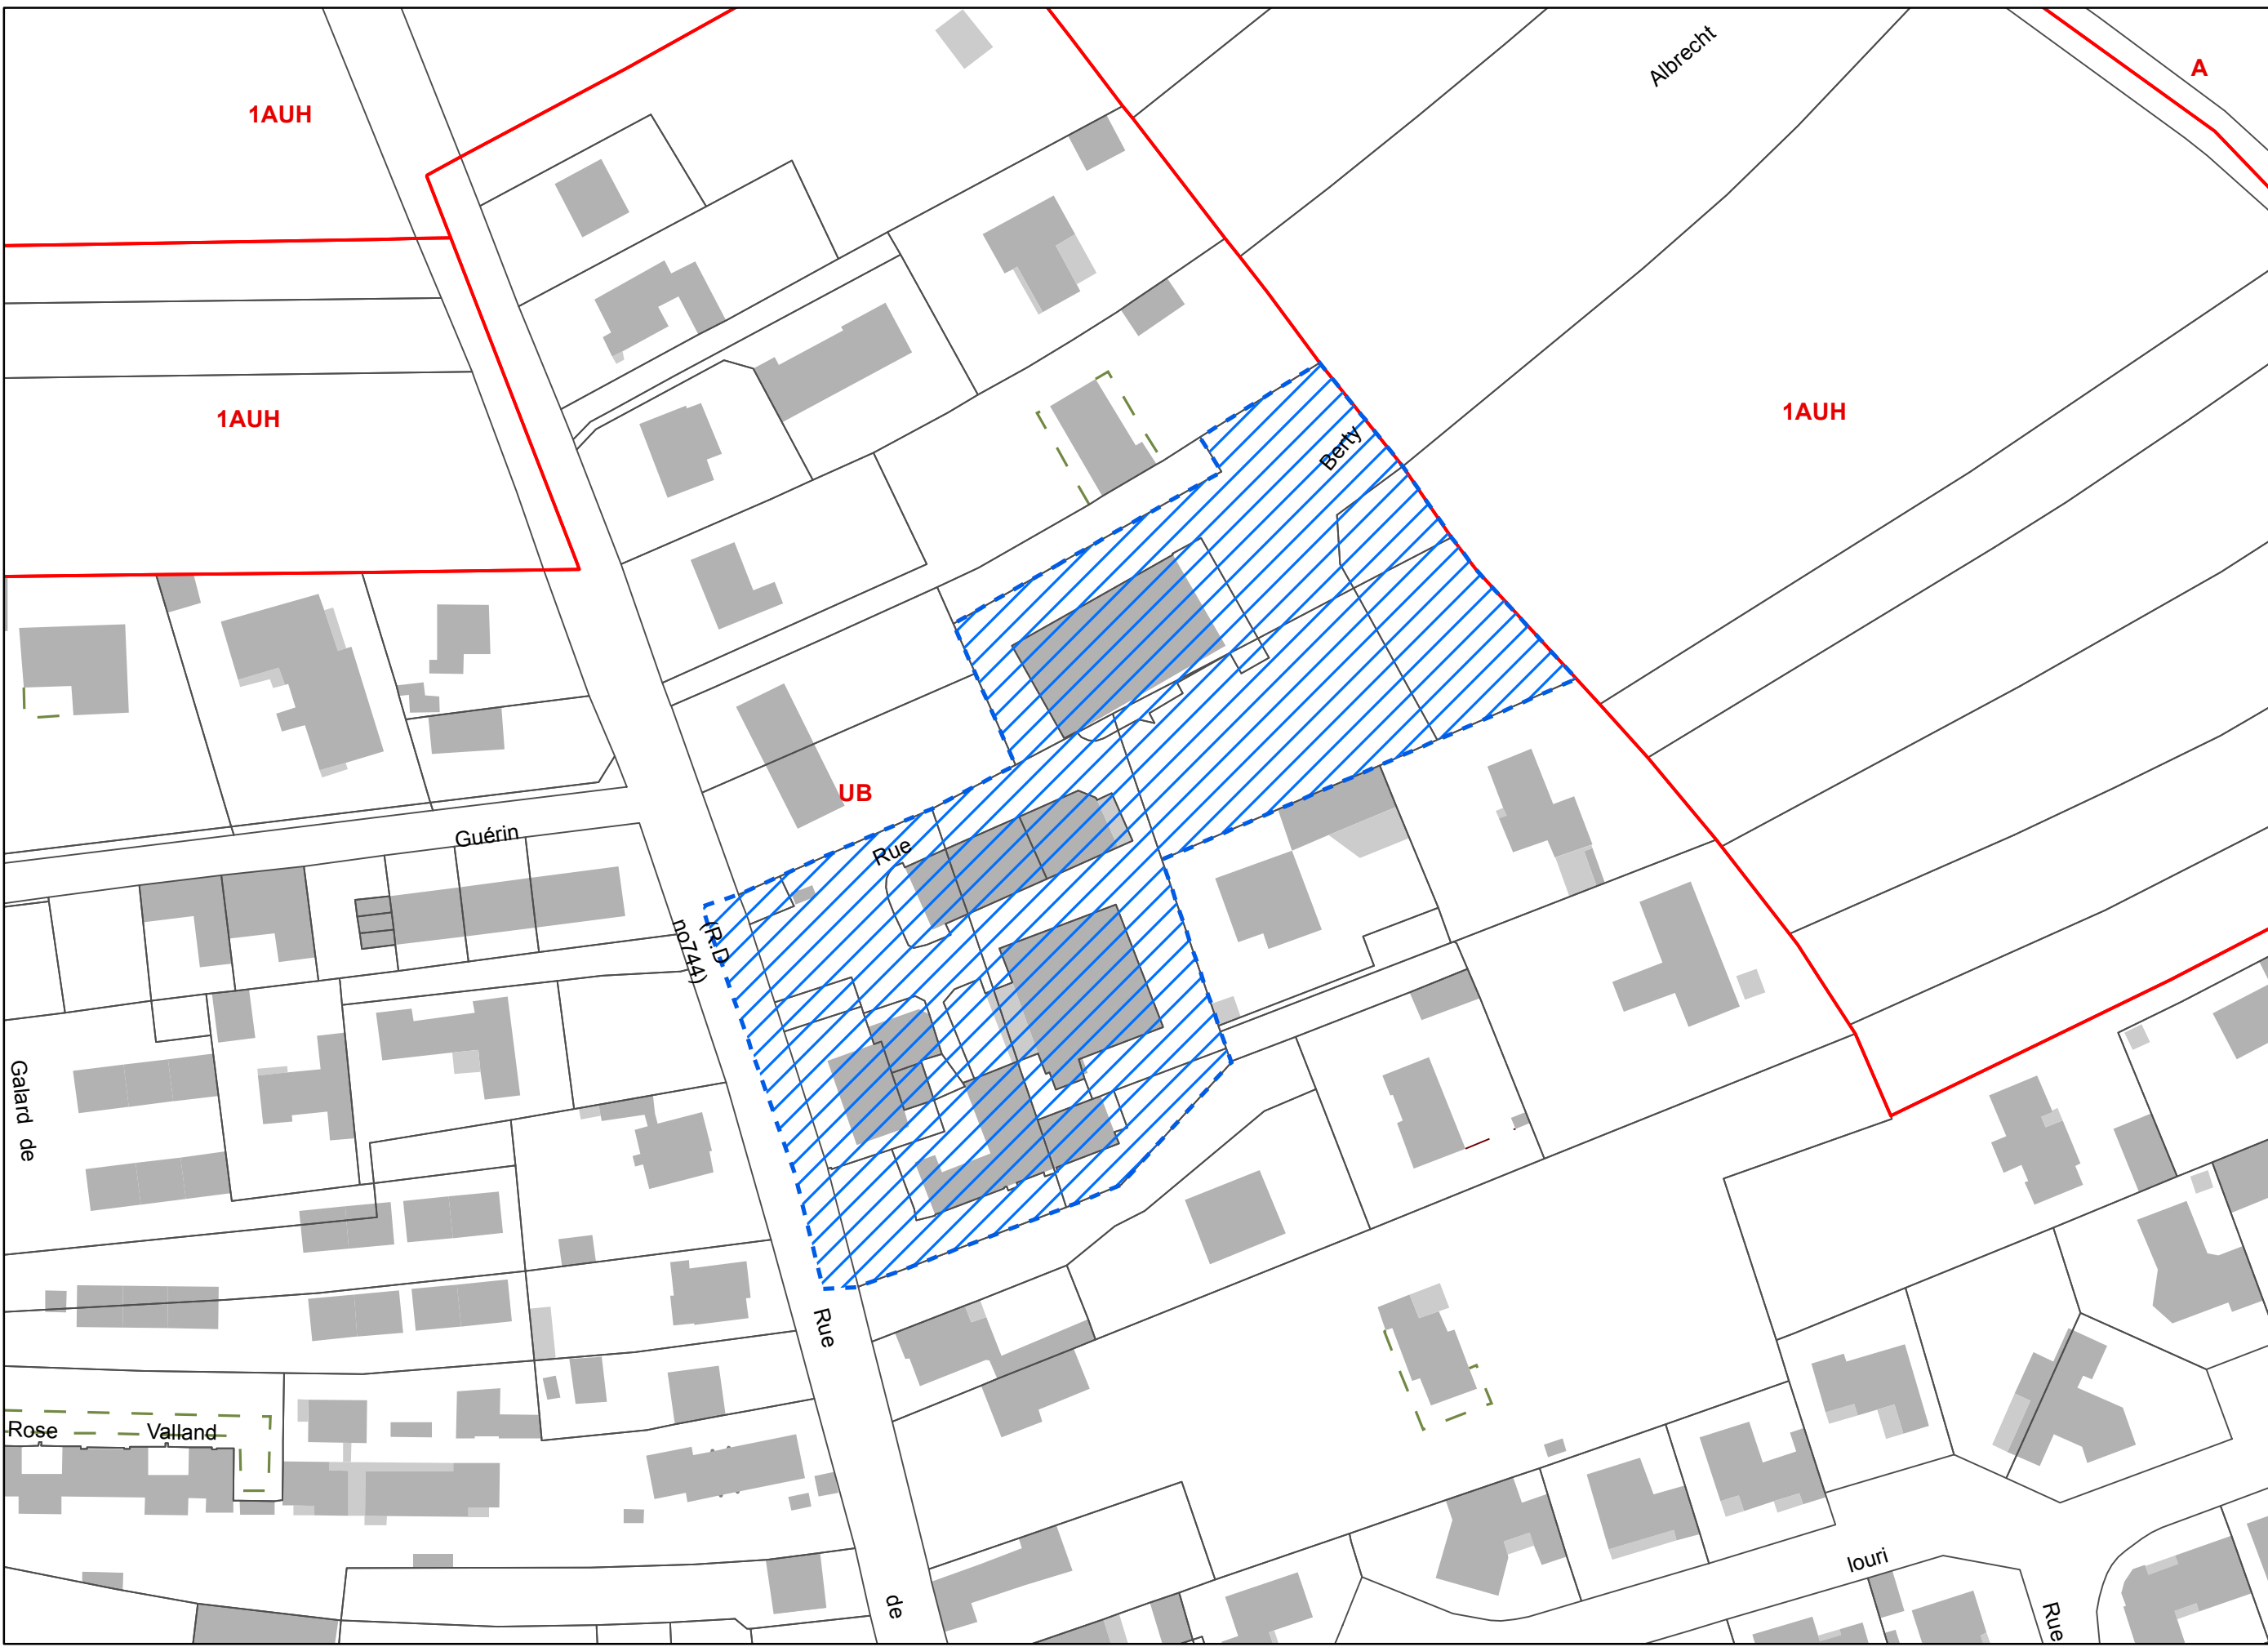 Albrecht
A
1AUH
1AUH
1AUH
Berty
UB
Guérin
Rue
(R.D
no744)
Galard de
Rue
Rose Valland
Iouri
de
Rue